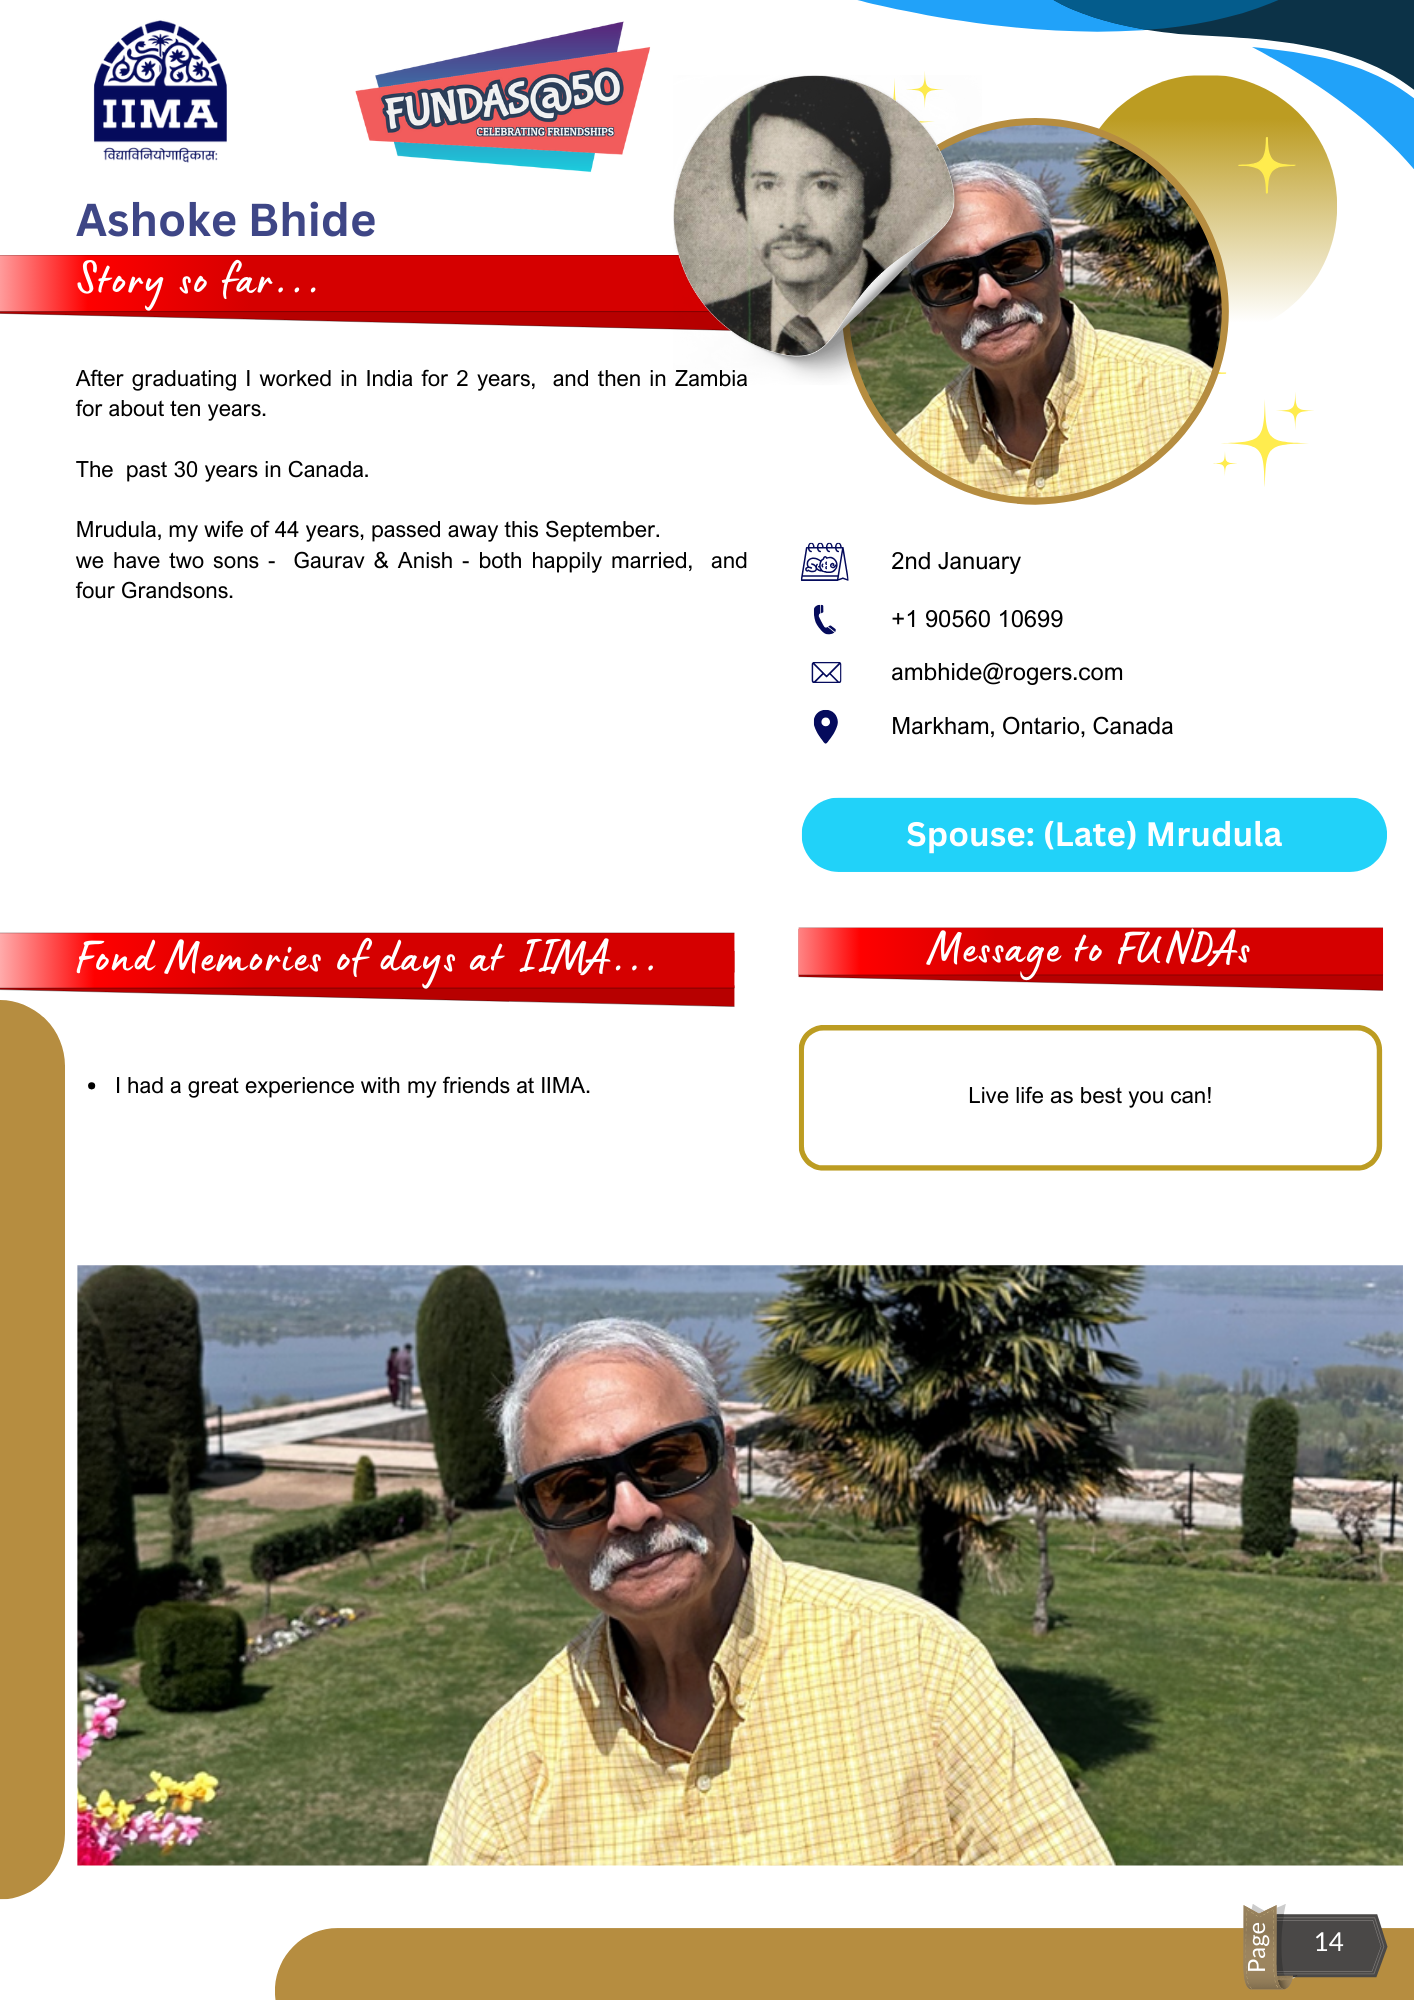 IIMA
विद्याविनियोगाद्विकास:
FUNDAS@50
CELEBRATING FRIENDSHIPS
Ashoke Bhide
Story so far...
After graduating I worked in India for 2 years, and then in Zambia
for about ten years.
The past 30 years in Canada.
Mrudula, my wife of 44 years, passed away this September.
we have two sons - Gaurav & Anish - both happily married, and
four Grandsons.
2nd January
+1 90560 10699
ambhide@rogers.com
Markham, Ontario, Canada
Spouse: (Late) Mrudula
Fond Memories of days at IIMA...
Message to FUNDAs
• I had a great experience with my friends at IIMA.
Live life as best you can!
Page
14